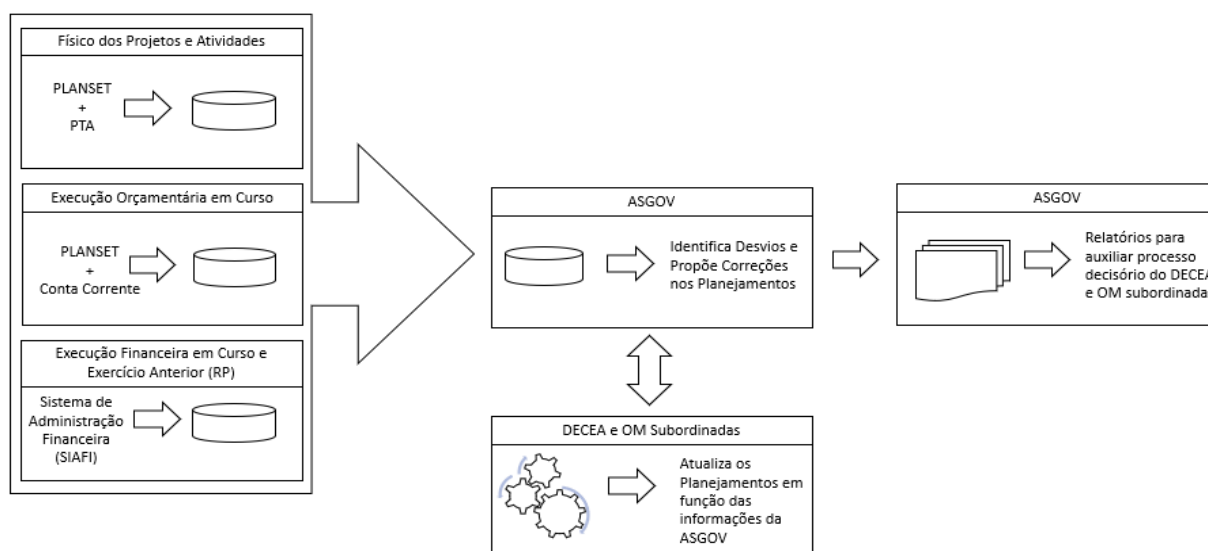 Físico dos Projetos e Atividades
PLANSET
+
PTA
Execução Orçamentária em Curso
PLANSET
+
Conta Corrente
Execução Financeira em Curso e
Exercício Anterior (RP)
Sistema de
Administração
Financeira
(SIAFI)
ASGOV
Identifica Desvios e
Propõe Correções
nos Planejamentos
DECEA e OM Subordinadas
Atualiza os
Planejamentos em
função das
informações da
ASGOV
ASGOV
Relatórios para
auxiliar processo
decisório do DECEA
e OM subordinada